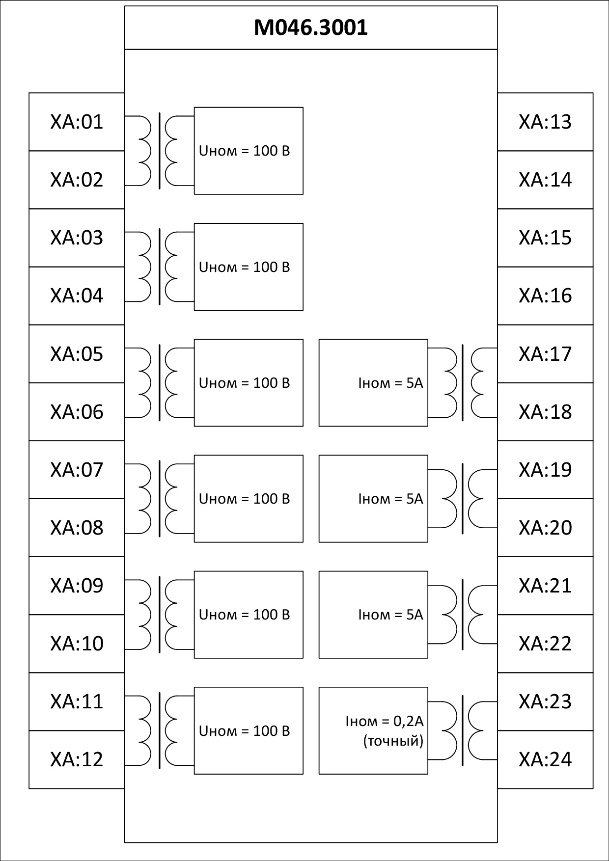 М046.3001
XA:01
Uном = 100 В
XA:13
XA:02
XA:14
XA:03
Uном = 100 В
XA:15
XA:04
XA:16
XA:05
Uном = 100 В
Iном = 5А
XA:17
XA:06
XA:18
XA:07
Uном = 100 В
Iном = 5А
XA:19
XA:08
XA:20
XA:09
Uном = 100 В
Iном = 5А
XA:21
XA:10
XA:22
XA:11
Uном = 100 В
Iном = 0,2А
(точный)
XA:23
XA:12
XA:24